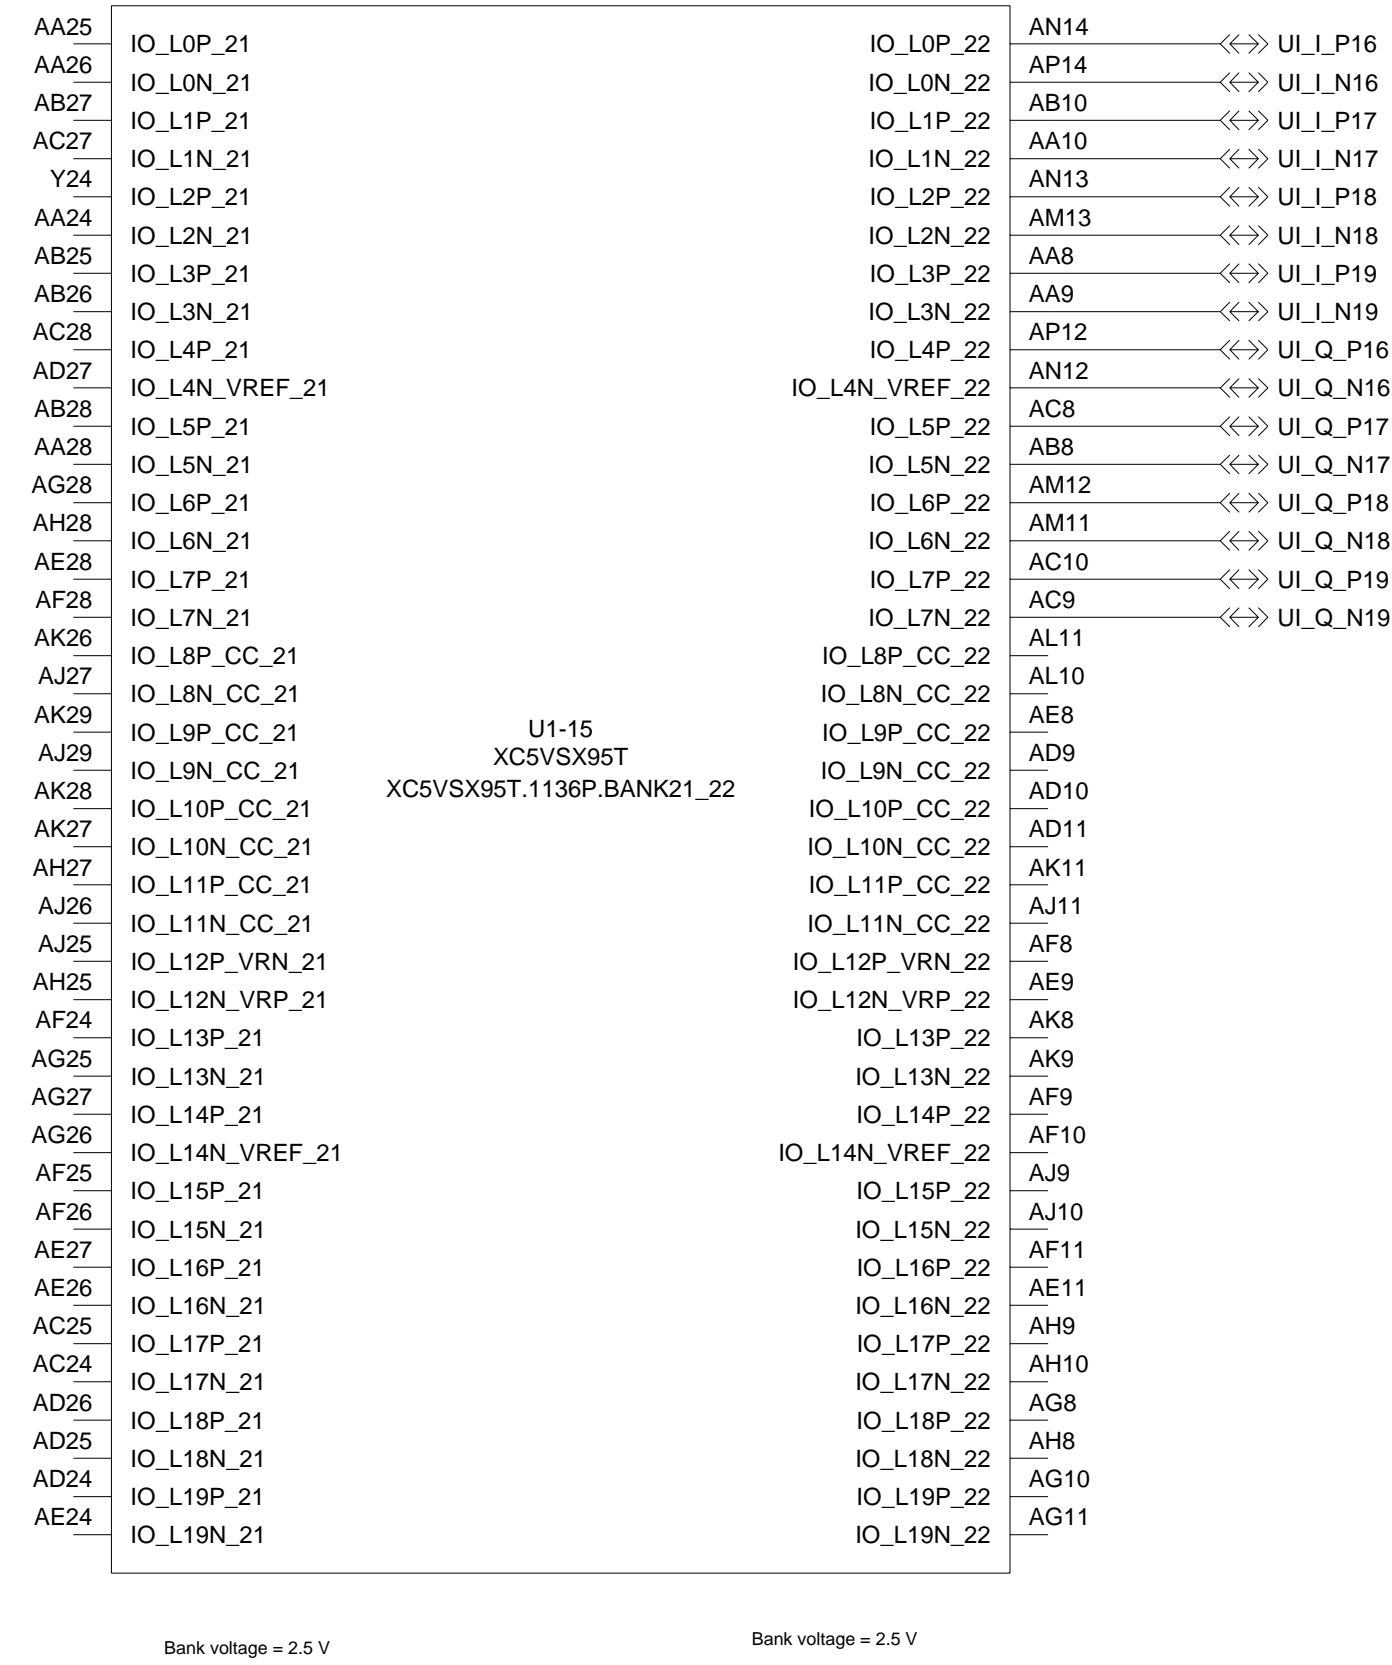 AA25 IO_L0P_21 IO_L0P_22 AN14 UI_I_P16
AA26 IO_L0N_21 IO_L0N_22 AP14 UI_I_N16
AB27 IO_L1P_21 IO_L1P_22 AB10 UI_I_P17
AC27 IO_L1N_21 IO_L1N_22 AA10 UI_I_N17
Y24 IO_L2P_21 IO_L2P_22 AN13 UI_I_P18
AA24 IO_L2N_21 IO_L2N_22 AM13 UI_I_N18
AB25 IO_L3P_21 IO_L3P_22 AA8 UI_I_P19
AB26 IO_L3N_21 IO_L3N_22 AA9 UI_I_N19
AC28 IO_L4P_21 IO_L4P_22 AP12 UI_Q_P16
AD27 IO_L4N_VREF_21 IO_L4N_VREF_22 AN12 UI_Q_N16
AB28 IO_L5P_21 IO_L5P_22 AC8 UI_Q_P17
AA28 IO_L5N_21 IO_L5N_22 AB8 UI_Q_N17
AG28 IO_L6P_21 IO_L6P_22 AM12 UI_Q_P18
AH28 IO_L6N_21 IO_L6N_22 AM11 UI_Q_N18
AE28 IO_L7P_21 IO_L7P_22 AC10 UI_Q_P19
AF28 IO_L7N_21 IO_L7N_22 AC9 UI_Q_N19
AK26 IO_L8P_CC_21 IO_L8P_CC_22 AL11
AJ27 IO_L8N_CC_21 IO_L8N_CC_22 AL10
AK29 IO_L9P_CC_21 IO_L9P_CC_22 AE8
AJ29 IO_L9N_CC_21 IO_L9N_CC_22 AD9
AK28 IO_L10P_CC_21 IO_L10P_CC_22 AD10
AK27 IO_L10N_CC_21 IO_L10N_CC_22 AD11
AH27 IO_L11P_CC_21 IO_L11P_CC_22 AK11
AJ26 IO_L11N_CC_21 IO_L11N_CC_22 AJ11
AJ25 IO_L12P_VRN_21 IO_L12P_VRN_22 AF8
AH25 IO_L12N_VRP_21 IO_L12N_VRP_22 AE9
AF24 IO_L13P_21 IO_L13P_22 AK8
AG25 IO_L13N_21 IO_L13N_22 AK9
AG27 IO_L14P_21 IO_L14P_22 AF9
AG26 IO_L14N_VREF_21 IO_L14N_VREF_22 AF10
AF25 IO_L15P_21 IO_L15P_22 AJ9
AF26 IO_L15N_21 IO_L15N_22 AJ10
AE27 IO_L16P_21 IO_L16P_22 AF11
AE26 IO_L16N_21 IO_L16N_22 AE11
AC25 IO_L17P_21 IO_L17P_22 AH9
AC24 IO_L17N_21 IO_L17N_22 AH10
AD26 IO_L18P_21 IO_L18P_22 AG8
AD25 IO_L18N_21 IO_L18N_22 AH8
AD24 IO_L19P_21 IO_L19P_22 AG10
AE24 IO_L19N_21 IO_L19N_22 AG11
U1-15
XC5VSX95T
XC5VSX95T.1136P.BANK21_22
Bank voltage = 2.5 V
Bank voltage = 2.5 V